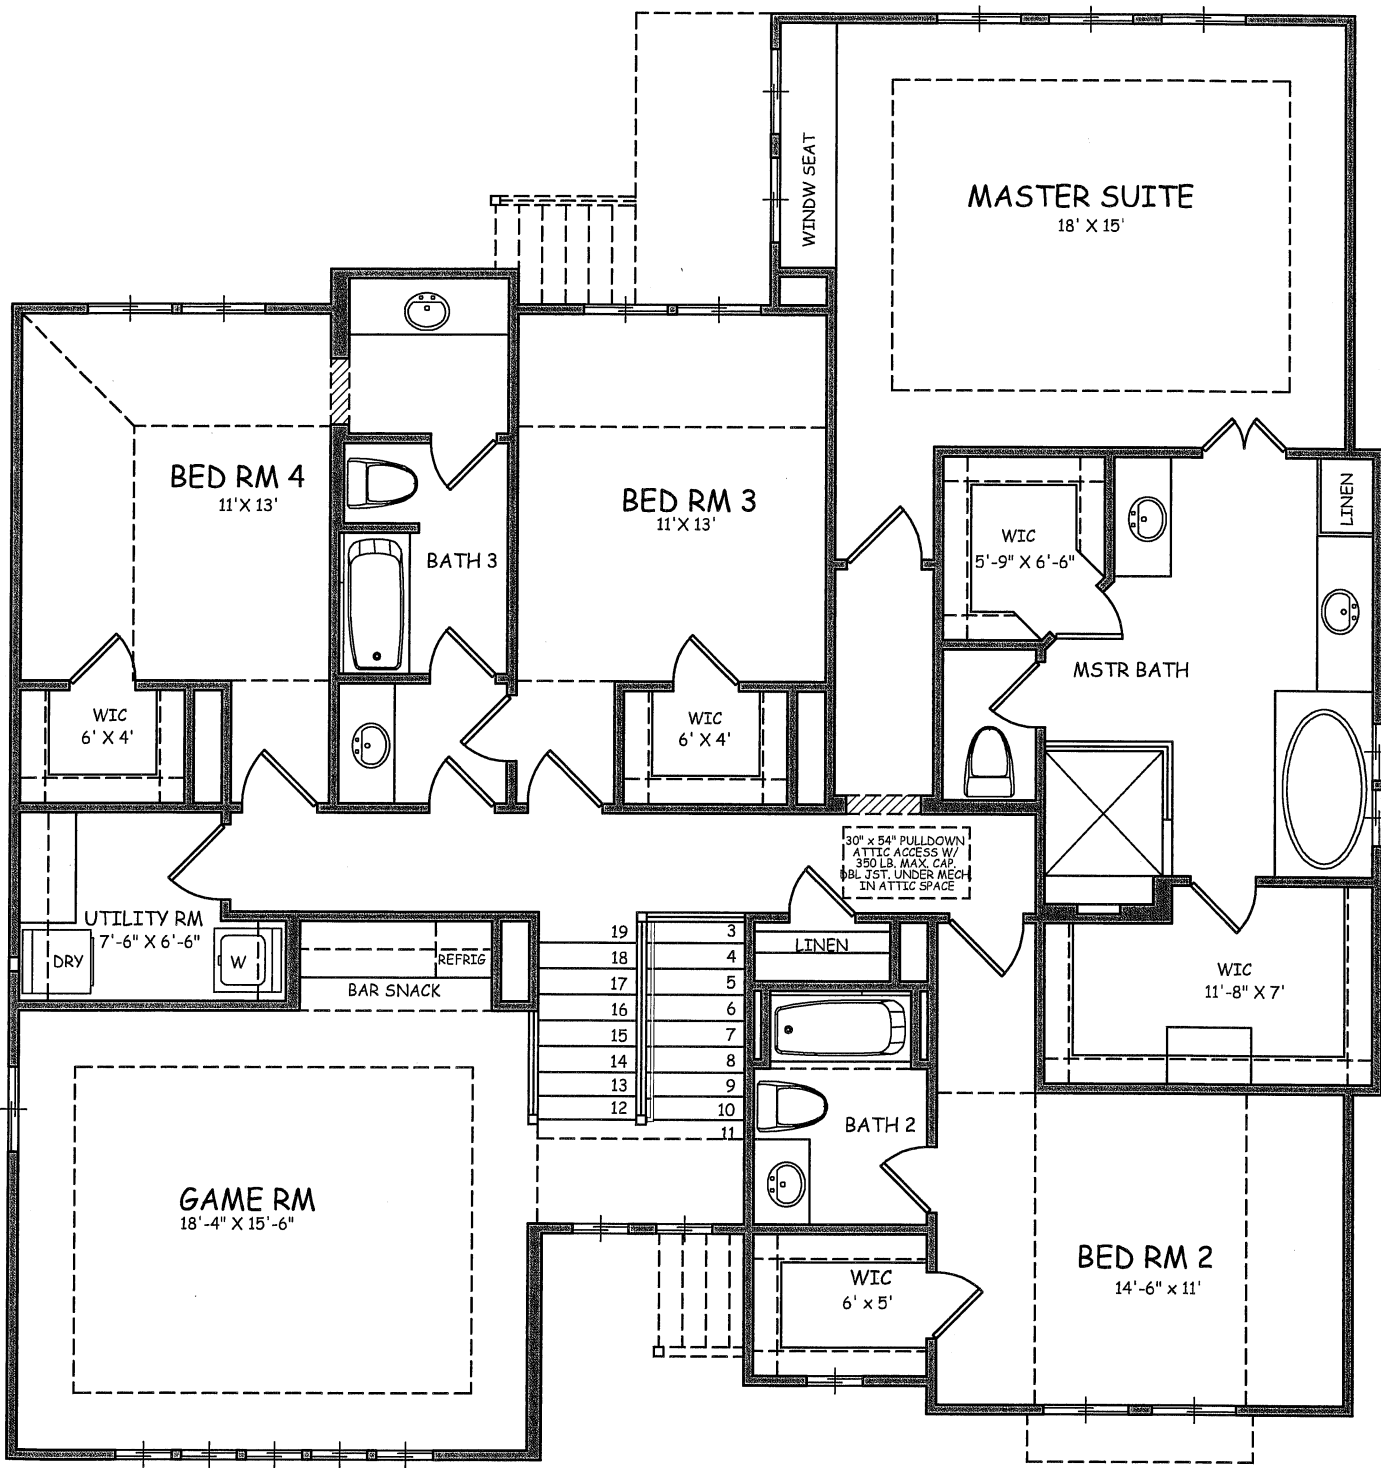 WINDW SEAT
MASTER SUITE
18' X 15'
BED RM 4
11'X 13'
BED RM 3
11'X 13'
BATH 3
WIC
5'-9" X 6'-6"
LINEN
MSTR BATH
WIC
6' X 4'
WIC
6' X 4'
30" x 54" PULLDOWN
ATTIC ACCESS W/
350 LB. MAX. CAP.
DBL JST. UNDER MECH
IN ATTIC SPACE
UTILITY RM
7'-6" X 6'-6"
DRY
W
REFRIG
BAR SNACK
19
18
17
16
15
14
13
12
3
4
5
6
7
8
9
10
11
LINEN
WIC
11'-8" X 7'
BATH 2
GAME RM
18'-4" X 15'-6"
WIC
6' x 5'
BED RM 2
14'-6" x 11'